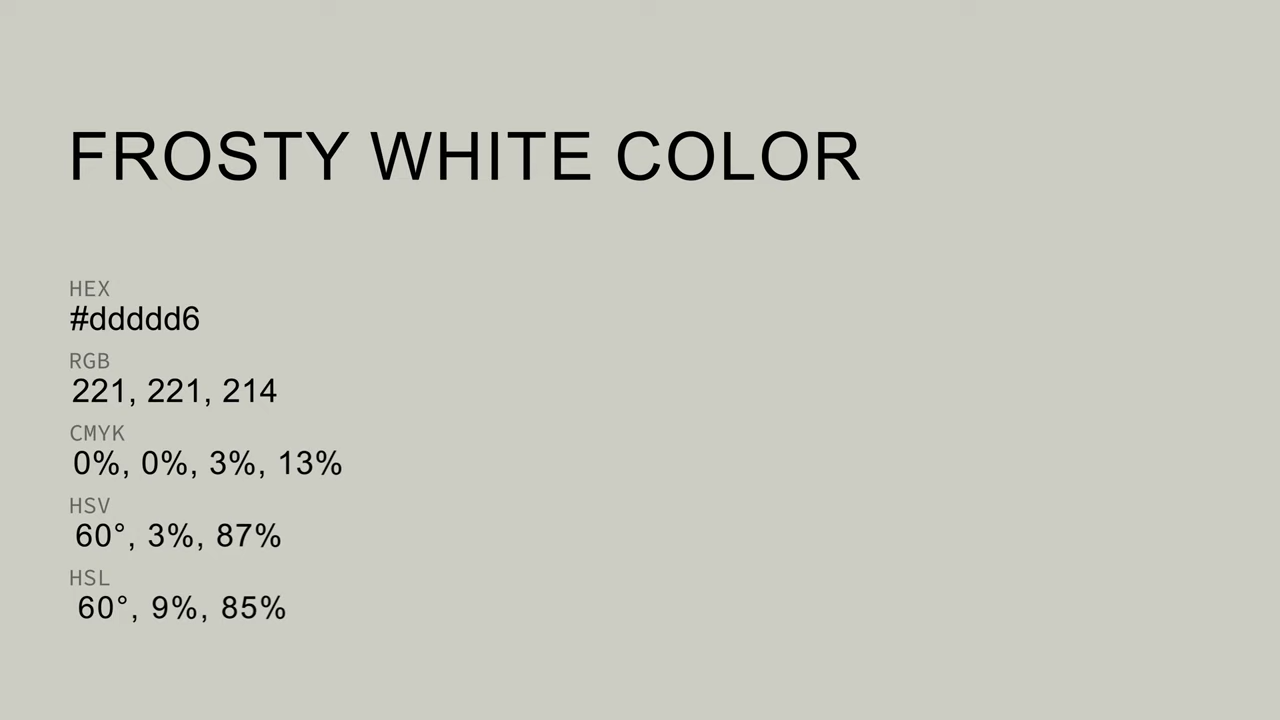 FROSTY WHITE COLOR
HEX
#ddddd6
RGB
221, 221, 214
CMYK
0%, 0%, 3%, 13%
HSV
60°, 3%, 87%
HSL
60°, 9%, 85%